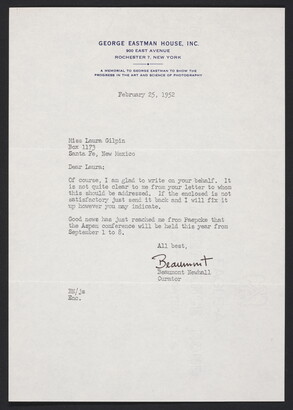 GEORGE EASTMAN HOUSE, INC.
900 EAST AVENUE
ROCHESTER 7, NEW YORK
A MEMORIAL TO GEORGE EASTMAN TO SHOW THE
PROGRESS IN THE ART AND SCIENCE OF PHOTOGRAPHY
February 25, 1952
Miss Laura Gilpin
Box 1173
Santa Fe, New Mexico
Dear Laura:
Of course, I am glad to write on your behalf. It
is not quite clear to me from your letter to whom
this should be addressed. If the enclosed is not
satisfactory just send it back and I will fix it
up however you may indicate.
Good news has just reached me from Paepcke that
the Aspen conference will be held this year from
September 1 to 8.
All best,
Beaumont
Beaumont Newhall
Curator
Enc.